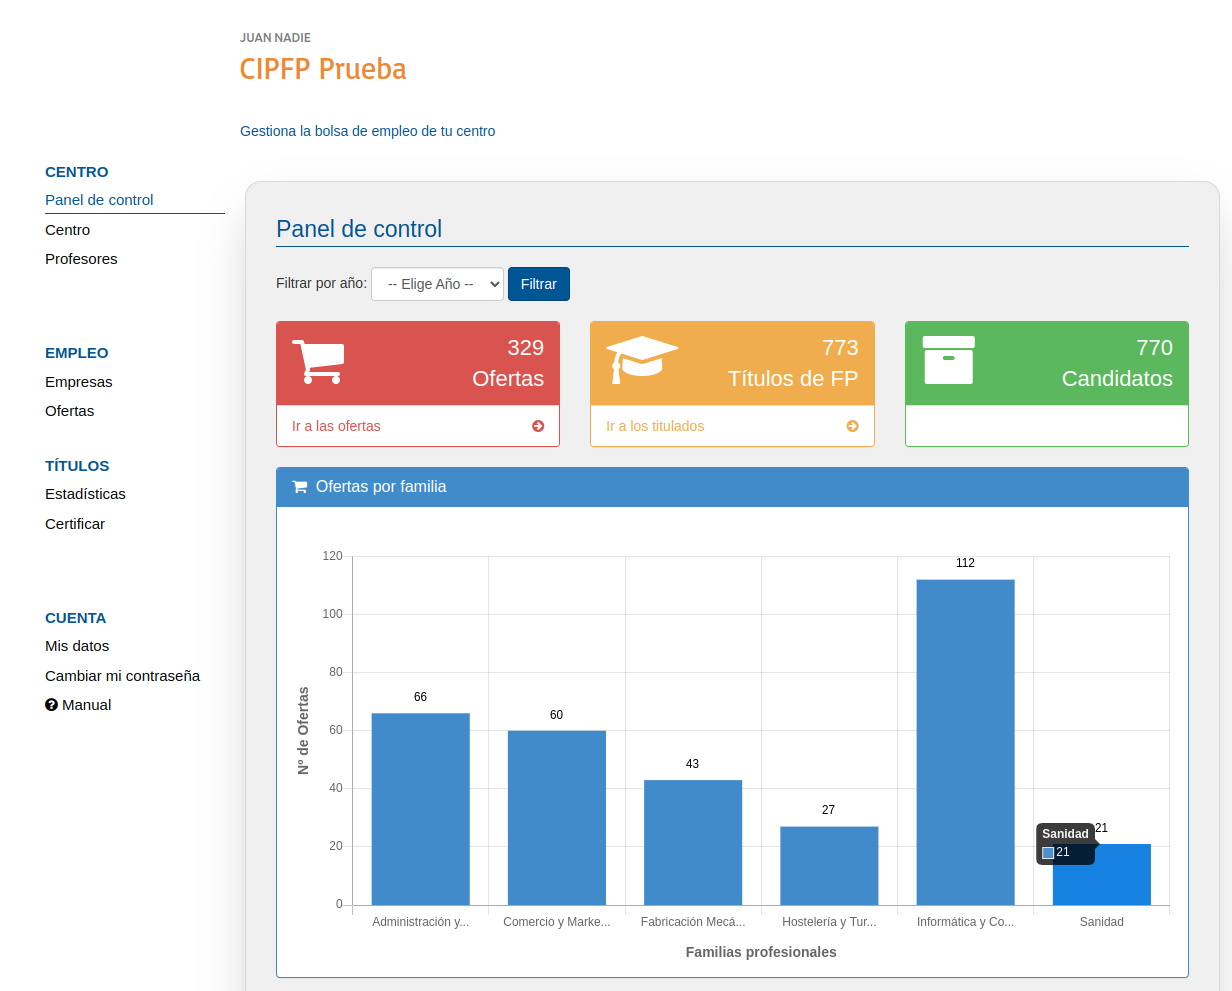 JUAN NADIE
CIPFP Prueba
Gestiona la bolsa de empleo de tu centro
CENTRO
Panel de control
Centro
Profesores
EMPLEO
Empresas
Ofertas
TÍTULOS
Estadísticas
Certificar
CUENTA
Mis datos
Cambiar mi contraseña
Manual
Panel de control
Filtrar por año: -- Elige Año -- Filtrar
329
Ofertas
Ir a las ofertas
773
Títulos de FP
Ir a los titulados
770
Candidatos
Ofertas por familia
Nº de Ofertas
120
100
80
60
40
20
0
66
60
43
27
112
21
Sanidad
21
Administración y...
Comercio y Marke...
Fabricación Mecá...
Hostelería y Tur...
Informática y Co...
Sanidad
Familias profesionales